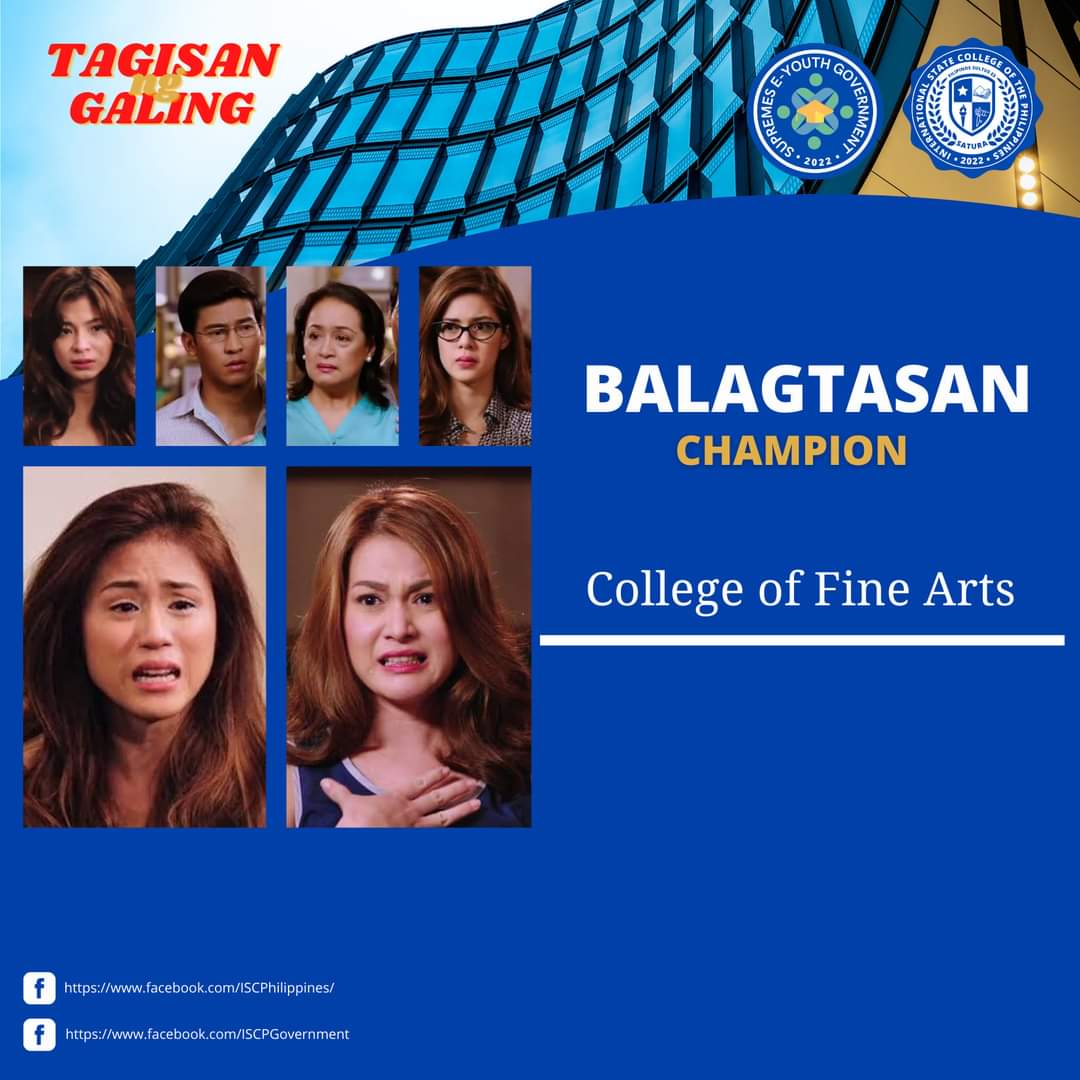 TAGISAN
ng
GALING
SUPREMES E-YOUTH GOVERNMENT
• 2022 •
INTERNATIONAL STATE COLLEGE OF THE PHILIPPINES
SATURA
• 2022 •
BALAGTASAN
CHAMPION
College of Fine Arts
https://www.facebook.com/ISCPhilippines/
https://www.facebook.com/ISCPGovernment